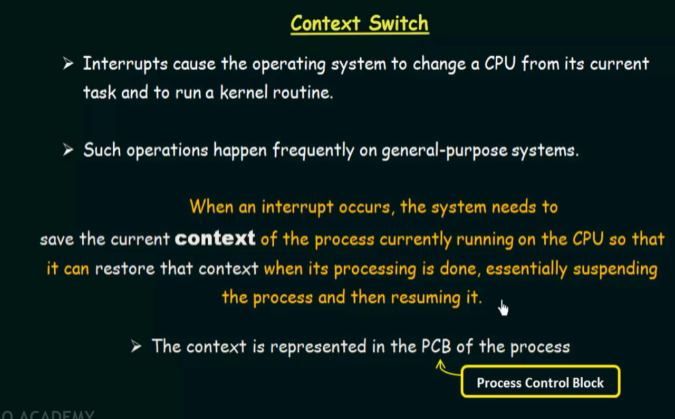 Context Switch
➤ Interrupts cause the operating system to change a CPU from its current
task and to run a kernel routine.
➤ Such operations happen frequently on general-purpose systems.
When an interrupt occurs, the system needs to
save the current context of the process currently running on the CPU so that
it can restore that context when its processing is done, essentially suspending
the process and then resuming it.
➤ The context is represented in the PCB of the process
Process Control Block
O ACADEMY